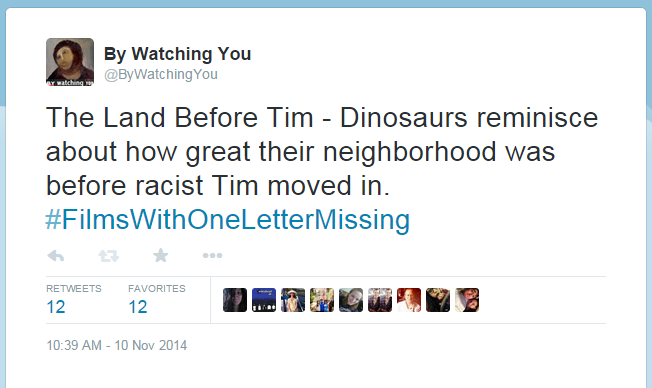 By Watching You
@ByWatchingYou
The Land Before Tim - Dinosaurs reminisce
about how great their neighborhood was
before racist Tim moved in.
#FilmsWithOneLetterMissing
RETWEETS FAVORITES
12 12
10:39 AM - 10 Nov 2014